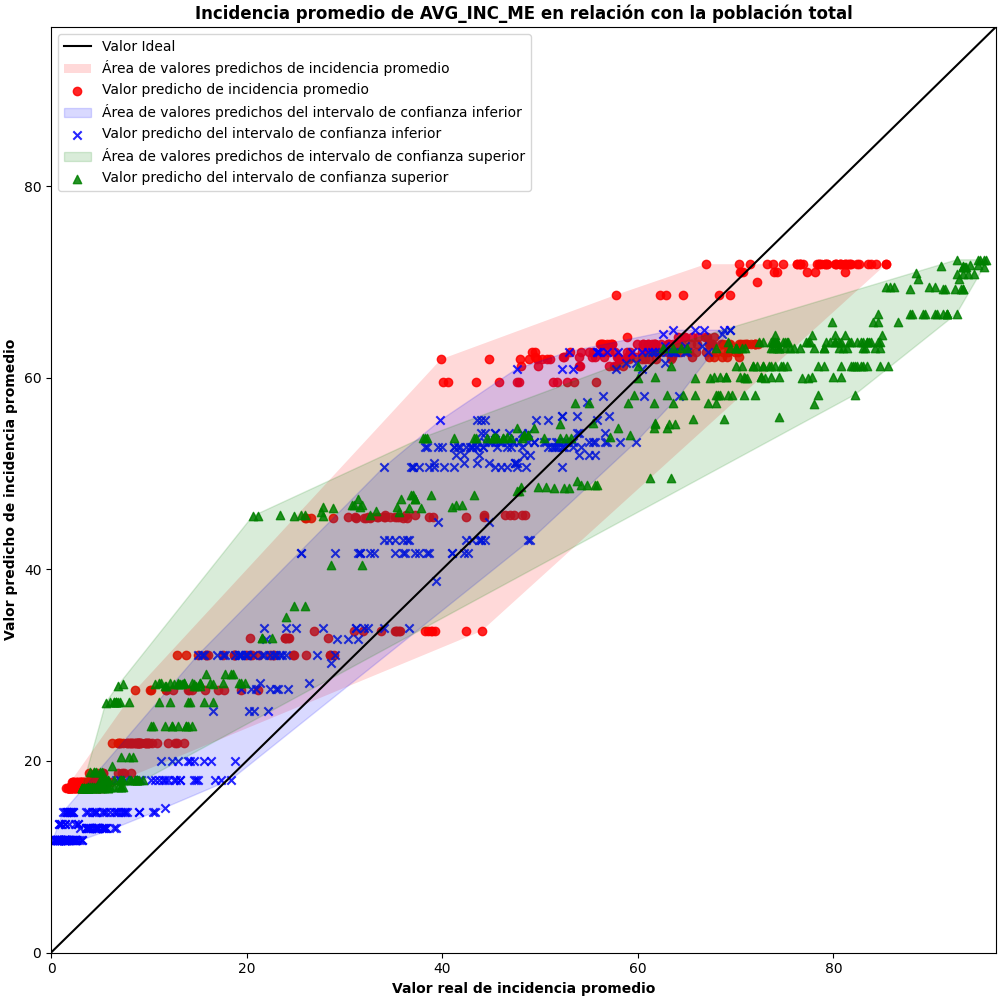 Incidencia promedio de AVG_INC_ME en relación con la población total
Valor Ideal
Área de valores predichos de incidencia promedio
Valor predicho de incidencia promedio
Área de valores predichos del intervalo de confianza inferior
Valor predicho del intervalo de confianza inferior
Área de valores predichos de intervalo de confianza superior
Valor predicho del intervalo de confianza superior
Valor predicho de incidencia promedio
80
60
40
20
0
0 20 40 60 80
Valor real de incidencia promedio